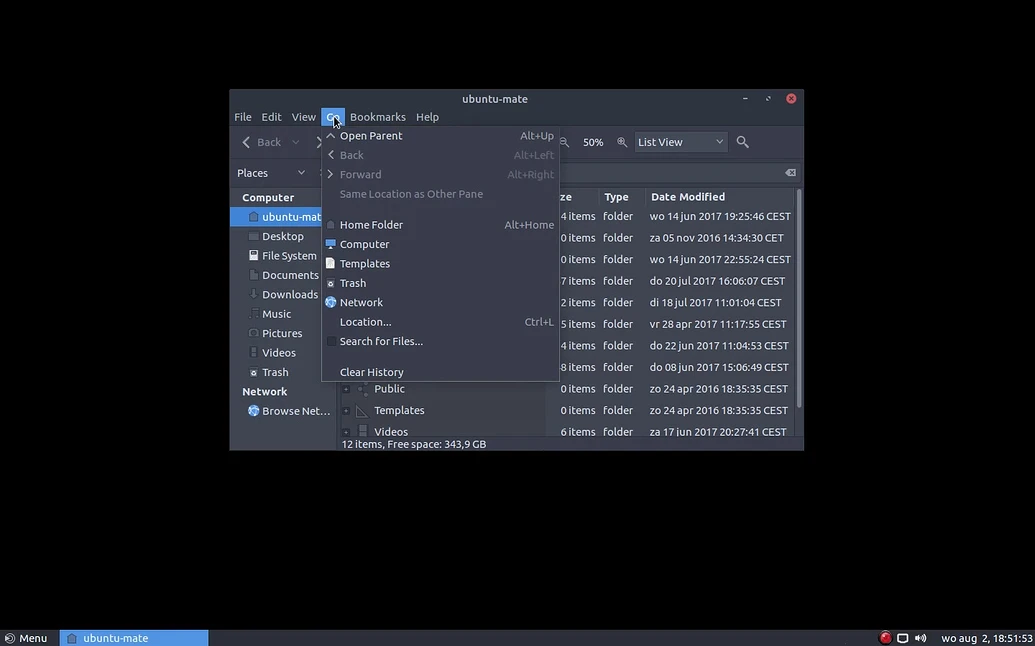 ubuntu-mate
File Edit View Go Bookmarks Help
Back 50% List View
Places
Computer
ubuntu-mat
Desktop
File System
Documents
Downloads
Music
Pictures
Videos
Trash
Network
Browse Net...
Open Parent Alt+Up
Back Alt+Left
Forward Alt+Right
Same Location as Other Pane
Home Folder Alt+Home
Computer
Templates
Trash
Network
Location... Ctrl+L
Search for Files...
Clear History
ze Type Date Modified
4 items folder wo 14 jun 2017 19:25:46 CEST
0 items folder za 05 nov 2016 14:34:30 CET
0 items folder wo 14 jun 2017 22:55:24 CEST
7 items folder do 20 jul 2017 16:06:07 CEST
2 items folder di 18 jul 2017 11:01:04 CEST
5 items folder vr 28 apr 2017 11:17:55 CEST
4 items folder do 22 jun 2017 11:04:53 CEST
8 items folder do 08 jun 2017 15:06:49 CEST
Public 0 items folder zo 24 apr 2016 18:35:35 CEST
Templates 0 items folder zo 24 apr 2016 18:35:35 CEST
Videos 6 items folder za 17 jun 2017 20:27:41 CEST
12 items, Free space: 343,9 GB
Menu ubuntu-mate wo aug 2, 18:51:53